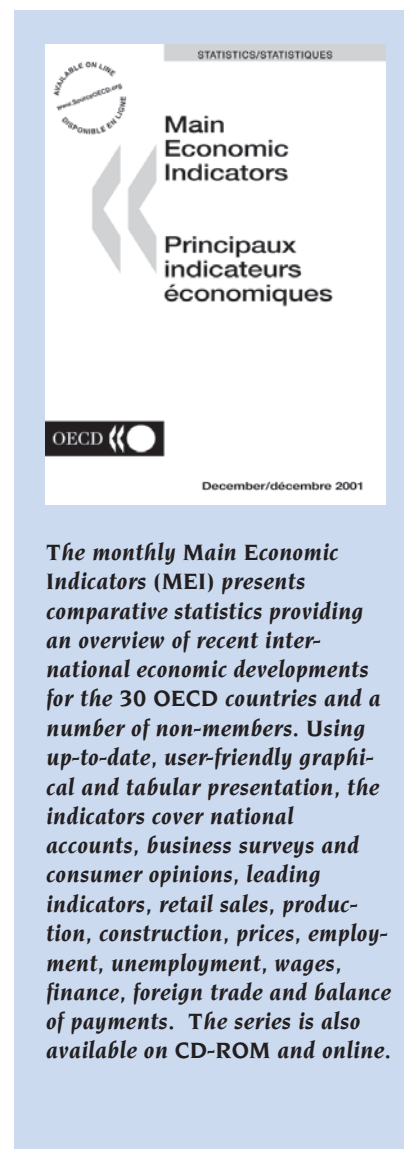 STATISTICS/STATISTIQUES
AVAILABLE ON LINE
www.SourceOECD.org
DISPONIBLE EN LIGNE
Main
Economic
Indicators
Principaux
indicateurs
économiques
OECD
December/décembre 2001
The monthly Main Economic
Indicators (MEI) presents
comparative statistics providing
an overview of recent inter-
national economic developments
for the 30 OECD countries and a
number of non-members. Using
up-to-date, user-friendly graphi-
cal and tabular presentation, the
indicators cover national
accounts, business surveys and
consumer opinions, leading
indicators, retail sales, produc-
tion, construction, prices, employ-
ment, unemployment, wages,
finance, foreign trade and balance
of payments.  The series is also
available on CD-ROM and online.